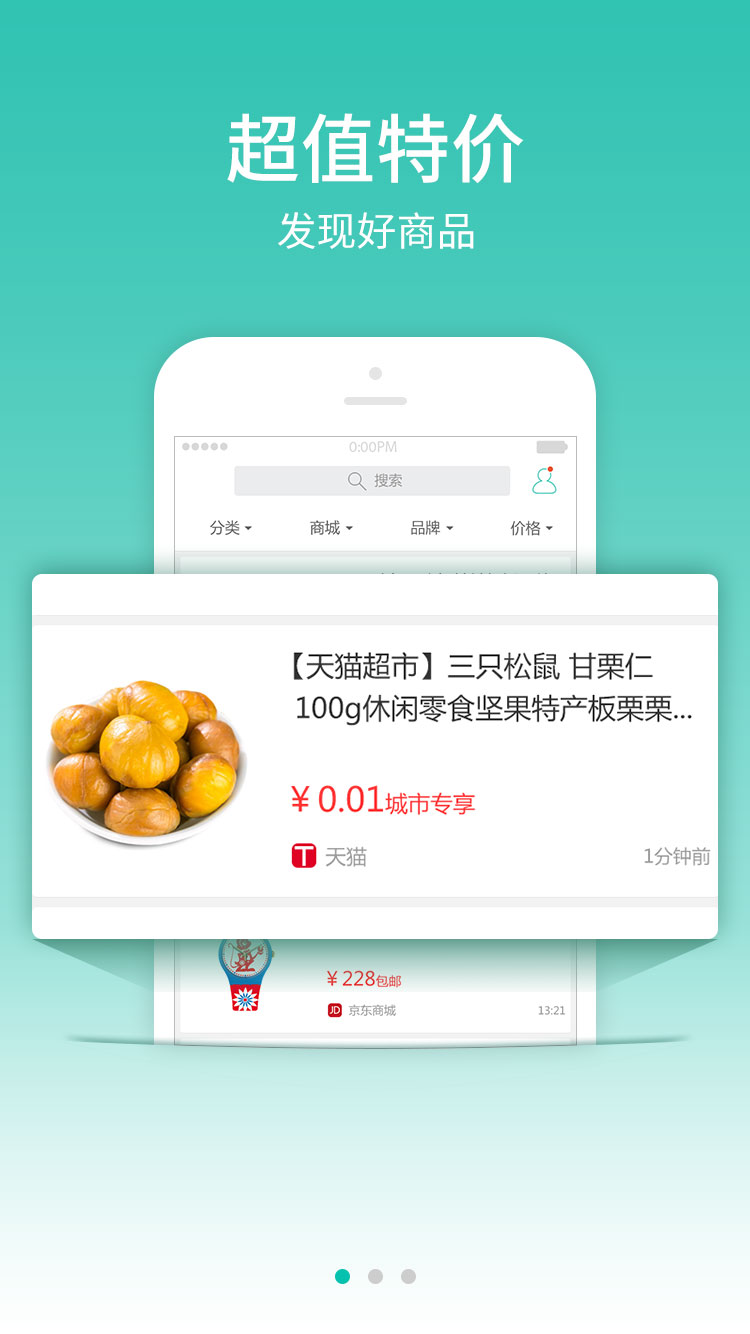 超值特价
发现好商品
0:00PM
搜索
分类 商城 品牌 价格
【天猫超市】三只松鼠 甘栗仁
100g休闲零食坚果特产板栗栗...
¥ 0.01城市专享
T 天猫 1分钟前
¥ 228包邮
JD 京东商城 13:21